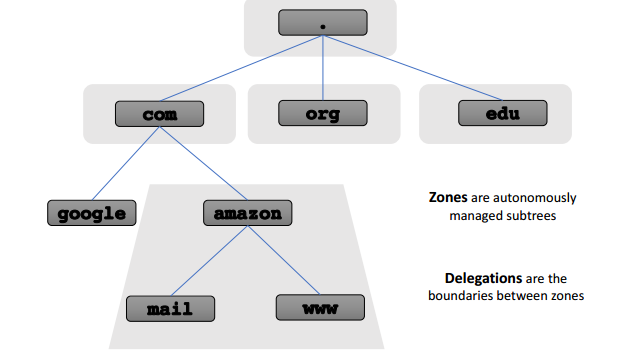 .
com
org
edu
google
amazon
Zones are autonomously
managed subtrees
Delegations are the
boundaries between zones
mail
www